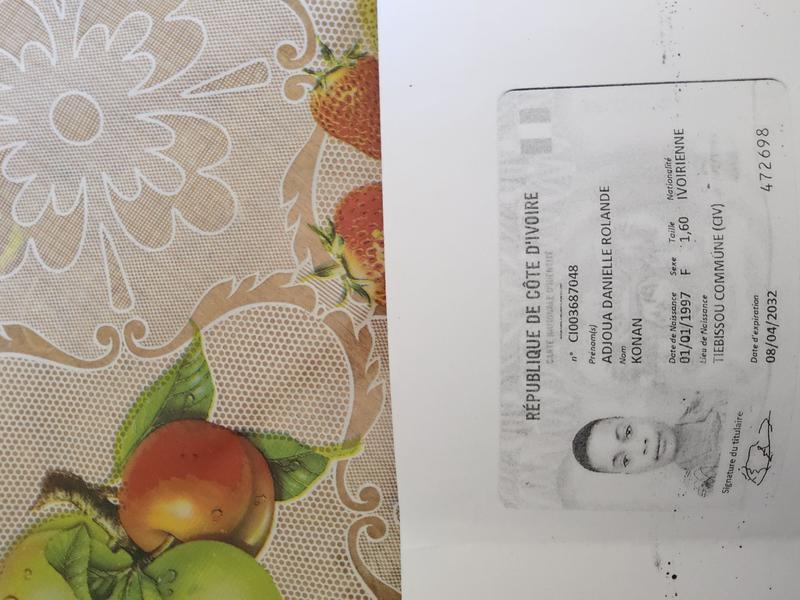 RÉPUBLIQUE DE CÔTE D'IVOIRE
CARTE NATIONALE D'IDENTITÉ
n° CI003687048
Prénom(s)
ADJOUA DANIELLE ROLANDE
Nom
KONAN
Date de Naissance Sexe Taille Nationalité
01/01/1997 F 1,60 IVOIRIENNE
Lieu de Naissance
TIEBISSOU COMMUNE (CIV)
Date d'expiration
08/04/2032
472698
Signature du titulaire